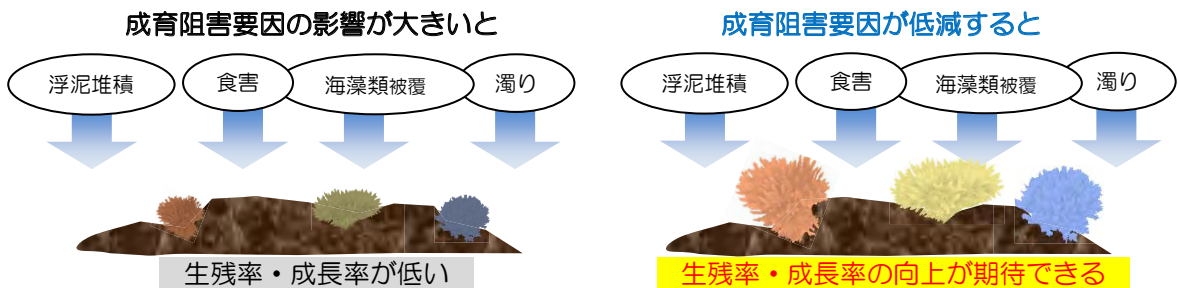 成育阻害要因の影響が大きいと
浮泥堆積
食害
海藻類被覆
濁り
生残率・成長率が低い
成育阻害要因が低減すると
浮泥堆積
食害
海藻類被覆
濁り
生残率・成長率の向上が期待できる